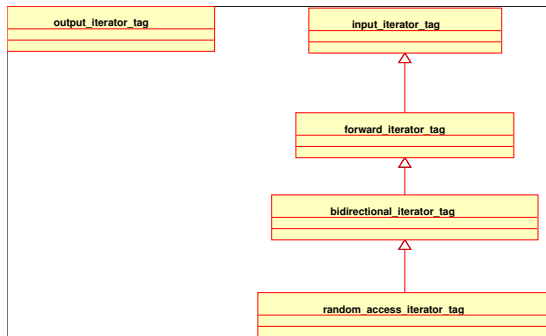 output_iterator_tag
input_iterator_tag
forward_iterator_tag
bidirectional_iterator_tag
random_access_iterator_tag